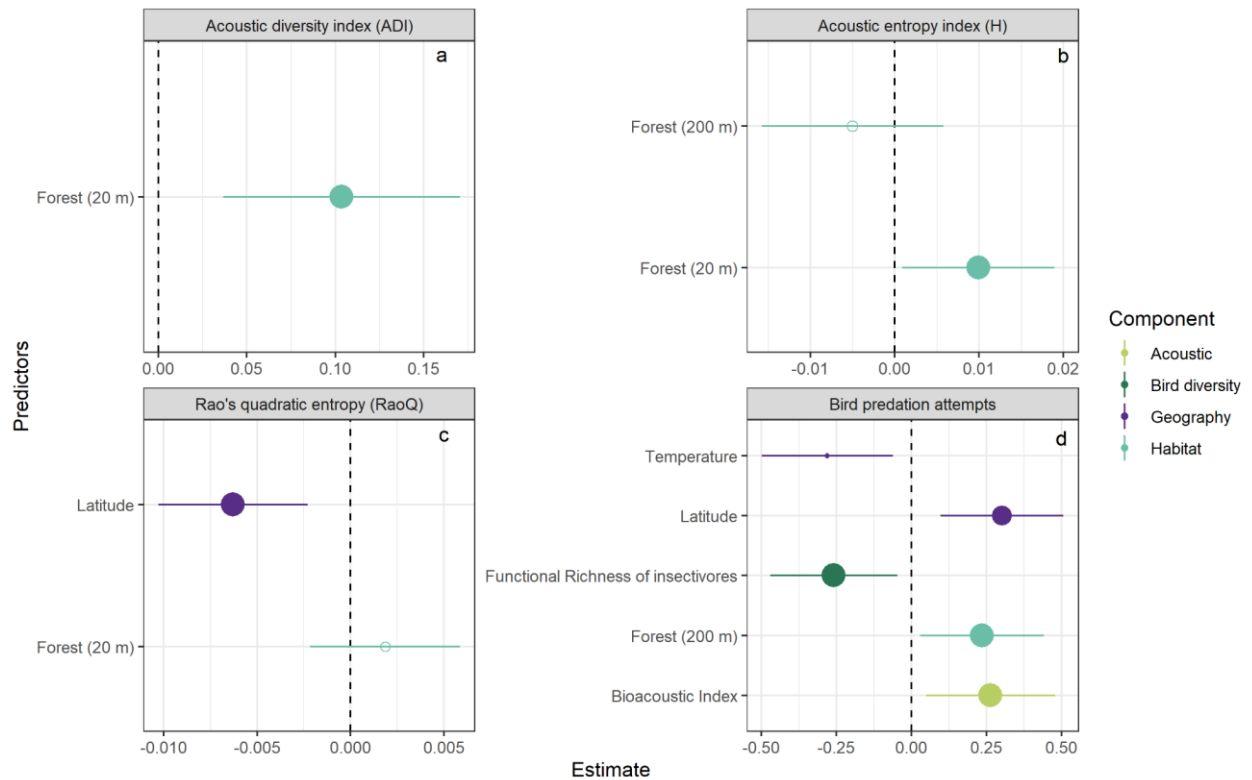 Acoustic diversity index (ADI)
a
Forest (20 m)
0.00 0.05 0.10 0.15
Acoustic entropy index (H)
b
Forest (200 m)
Forest (20 m)
-0.01 0.00 0.01 0.02
Predictors
Rao's quadratic entropy (RaoQ)
c
Latitude
Forest (20 m)
-0.010 -0.005 0.000 0.005
Bird predation attempts
d
Temperature
Latitude
Functional Richness of insectivores
Forest (200 m)
Bioacoustic Index
-0.50 -0.25 0.00 0.25 0.50
Estimate
Component
Acoustic
Bird diversity
Geography
Habitat